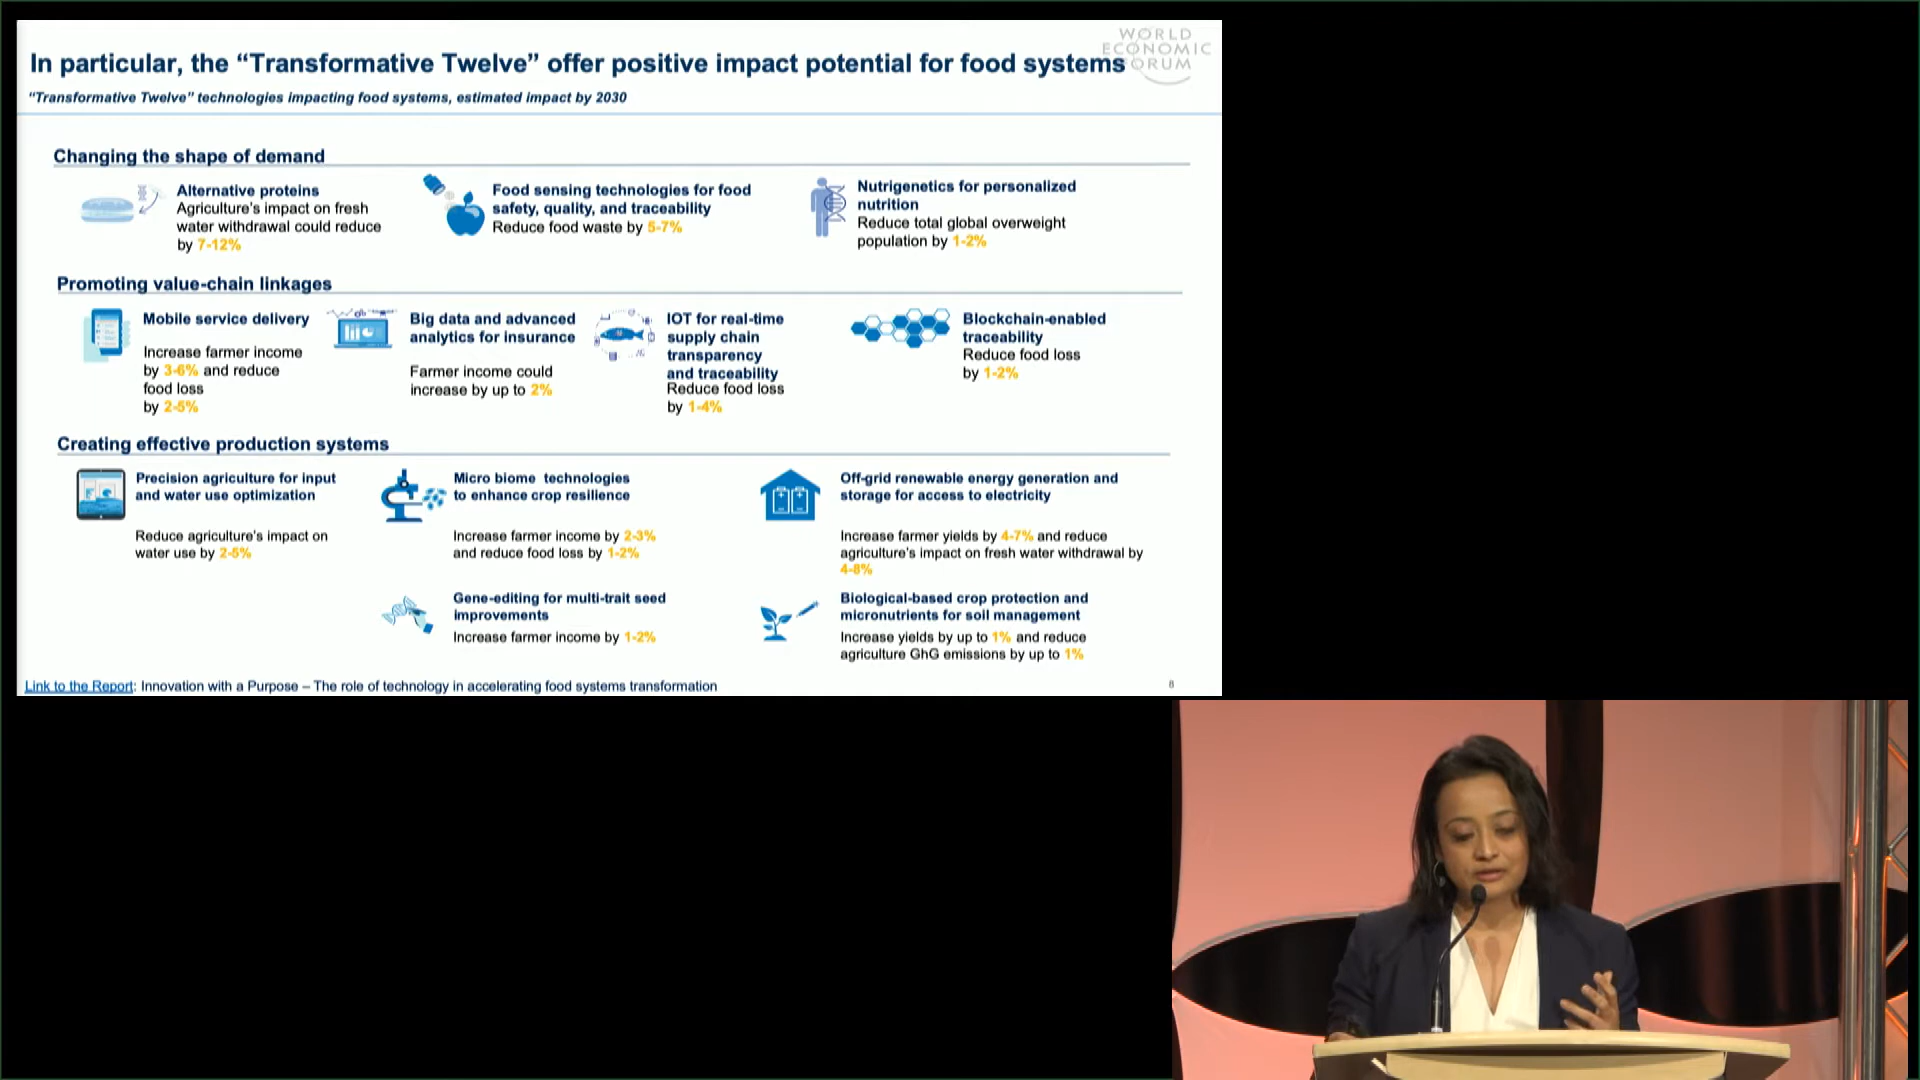 WORLD
ECONOMIC
FORUM
In particular, the “Transformative Twelve” offer positive impact potential for food systems
“Transformative Twelve” technologies impacting food systems, estimated impact by 2030
Changing the shape of demand
Alternative proteins
Agriculture’s impact on fresh
water withdrawal could reduce
by 7-12%
Food sensing technologies for food
safety, quality, and traceability
Reduce food waste by 5-7%
Nutrigenetics for personalized
nutrition
Reduce total global overweight
population by 1-2%
Promoting value-chain linkages
Mobile service delivery
Increase farmer income
by 3-6% and reduce
food loss
by 2-5%
Big data and advanced
analytics for insurance
Farmer income could
increase by up to 2%
IOT for real-time
supply chain
transparency
and traceability
Reduce food loss
by 1-4%
Blockchain-enabled
traceability
Reduce food loss
by 1-2%
Creating effective production systems
Precision agriculture for input
and water use optimization
Reduce agriculture’s impact on
water use by 2-5%
Micro biome technologies
to enhance crop resilience
Increase farmer income by 2-3%
and reduce food loss by 1-2%
Off-grid renewable energy generation and
storage for access to electricity
Increase farmer yields by 4-7% and reduce
agriculture’s impact on fresh water withdrawal by
4-8%
Gene-editing for multi-trait seed
improvements
Increase farmer income by 1-2%
Biological-based crop protection and
micronutrients for soil management
Increase yields by up to 1% and reduce
agriculture GhG emissions by up to 1%
Link to the Report: Innovation with a Purpose – The role of technology in accelerating food systems transformation
8